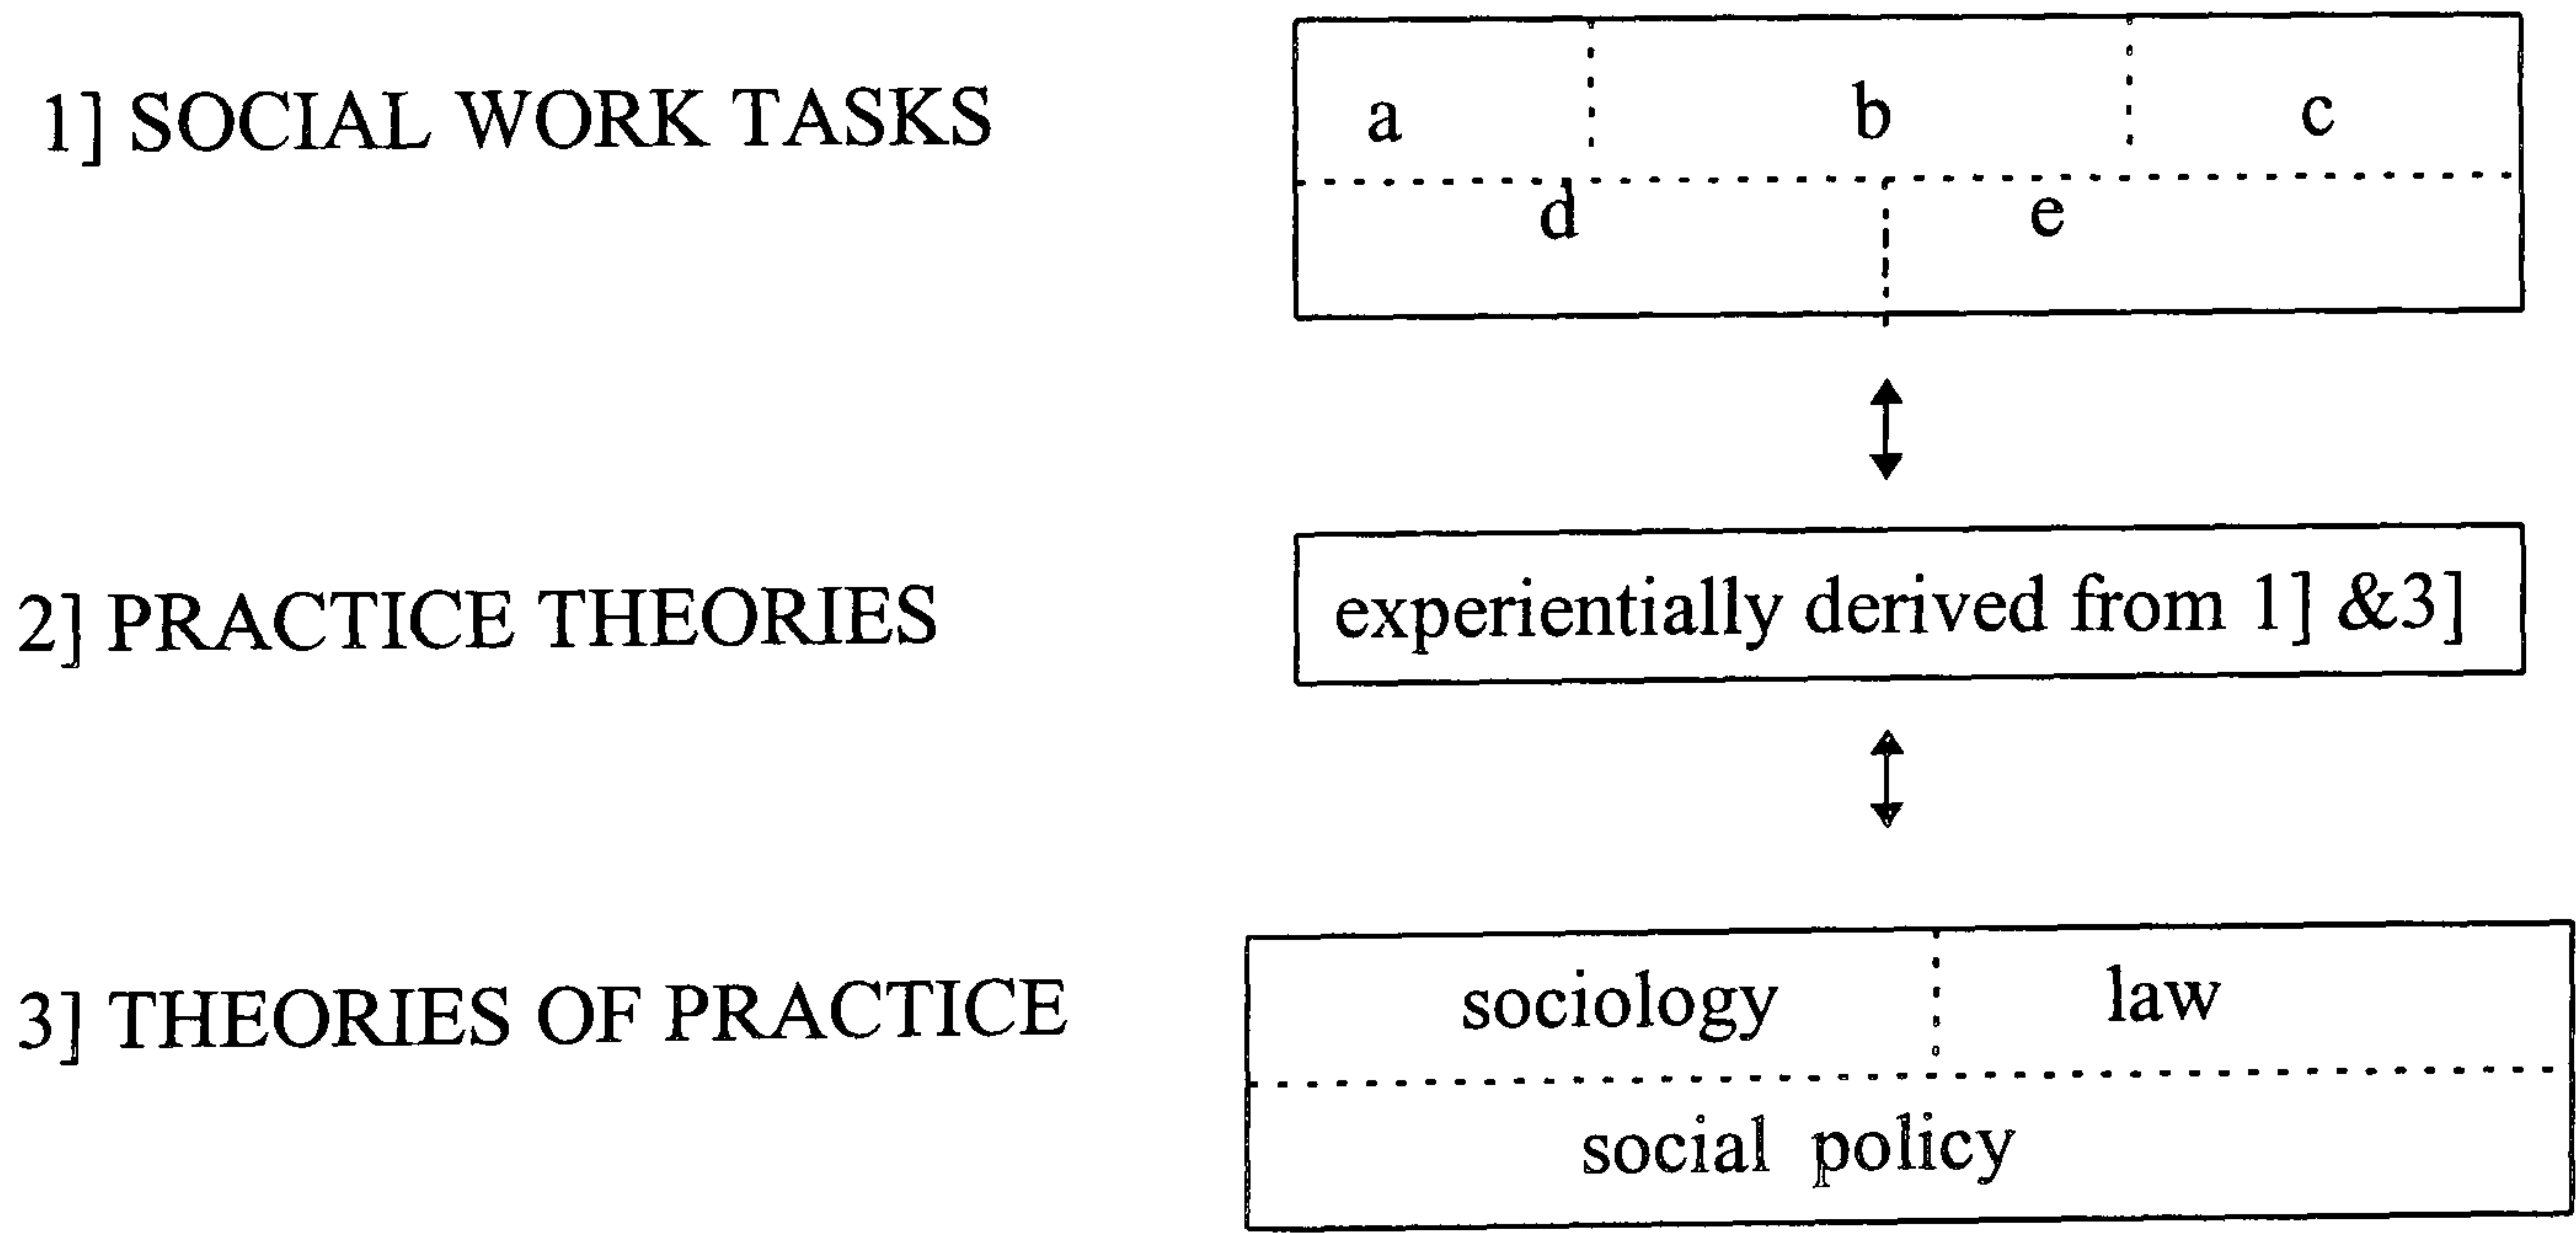 1] SOCIAL WORK TASKS
a b c
d e
2] PRACTICE THEORIES
experientially derived from 1] &3]
3] THEORIES OF PRACTICE
sociology law
social policy